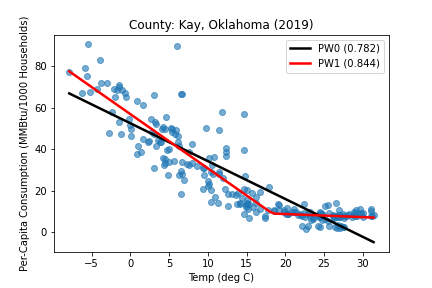 County: Kay, Oklahoma (2019)
PW0 (0.782)
PW1 (0.844)
Per-Capita Consumption (MMBtu/1000 Households)
80
60
40
20
0
−5
0
5
10
15
20
25
30
Temp (deg C)